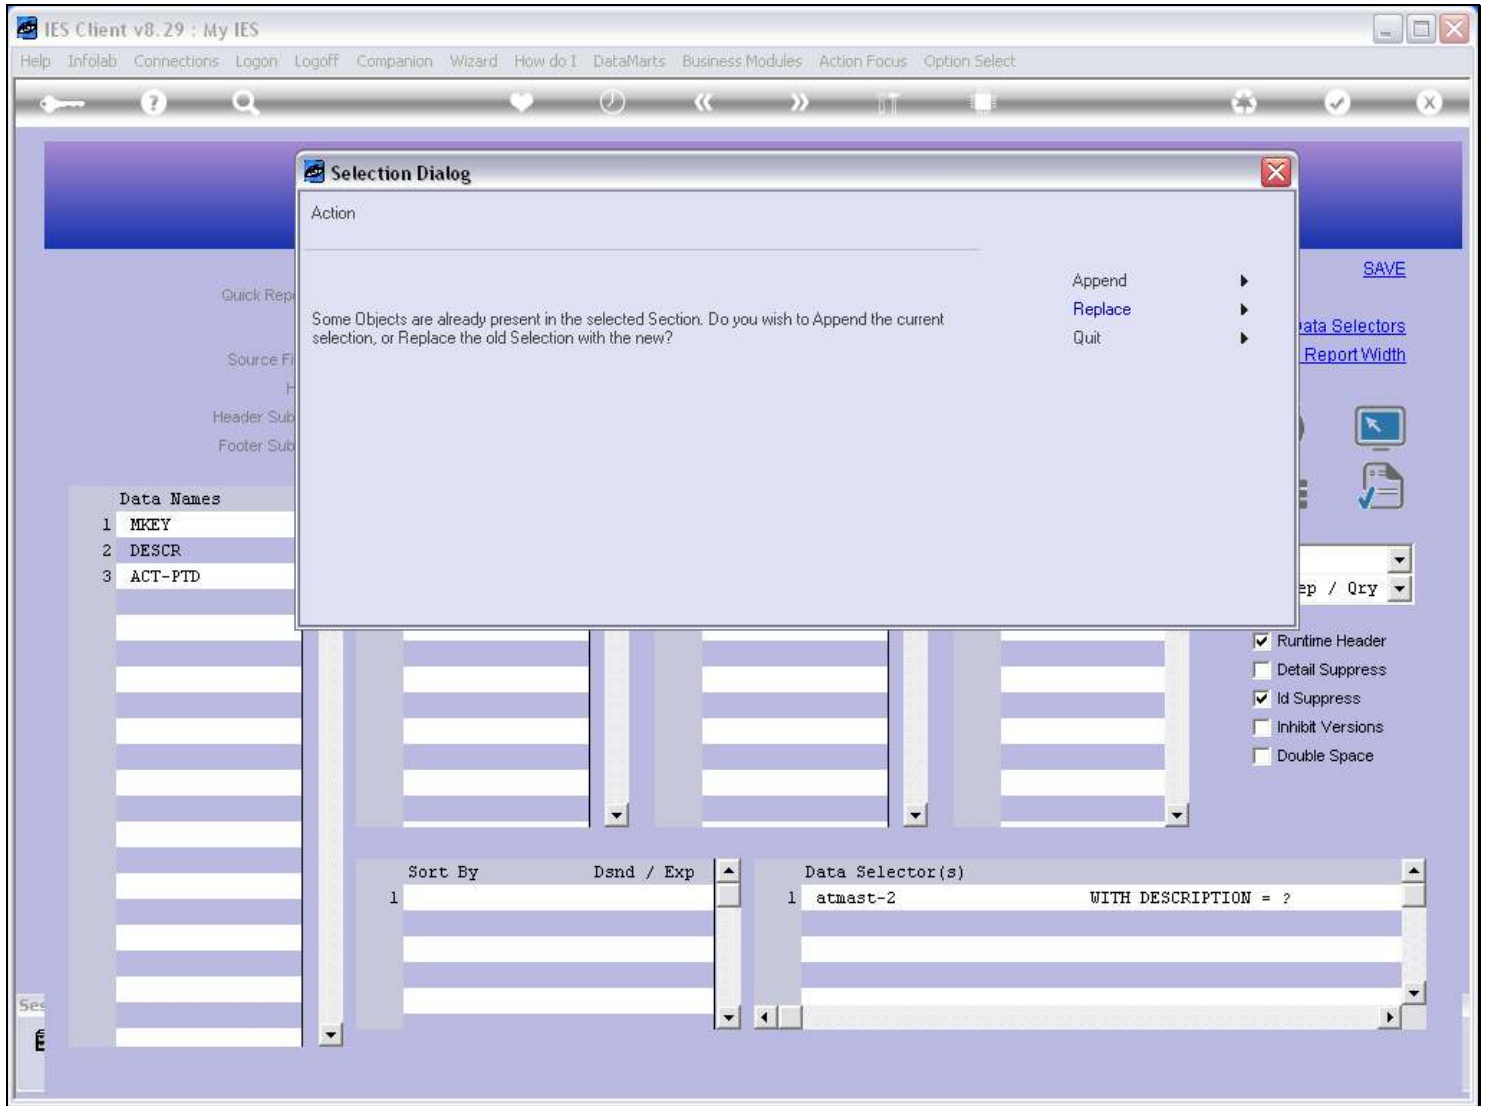 IES Client v8.29 : My IES
Help Infolab Connections Logon Logoff Companion Wizard How do I DataMarts Business Modules Action Focus Option Select
Selection Dialog
Action
SAVE
Append
Quick Rep
Replace
Some Objects are already present in the selected Section. Do you wish to Append the current
selection, or Replace the old Selection with the new?
Quit
ata Selectors
Source Fi
Report Width
Header Sub
Footer Sub
Data Names
1 MKEY
2 DESCR
3 ACT-PTD
ep / Qry
Runtime Header
Detail Suppress
Id Suppress
Inhibit Versions
Double Space
Sort By Dsnd / Exp
1
Data Selector(s)
1 atmast-2 WITH DESCRIPTION = ?
Ses